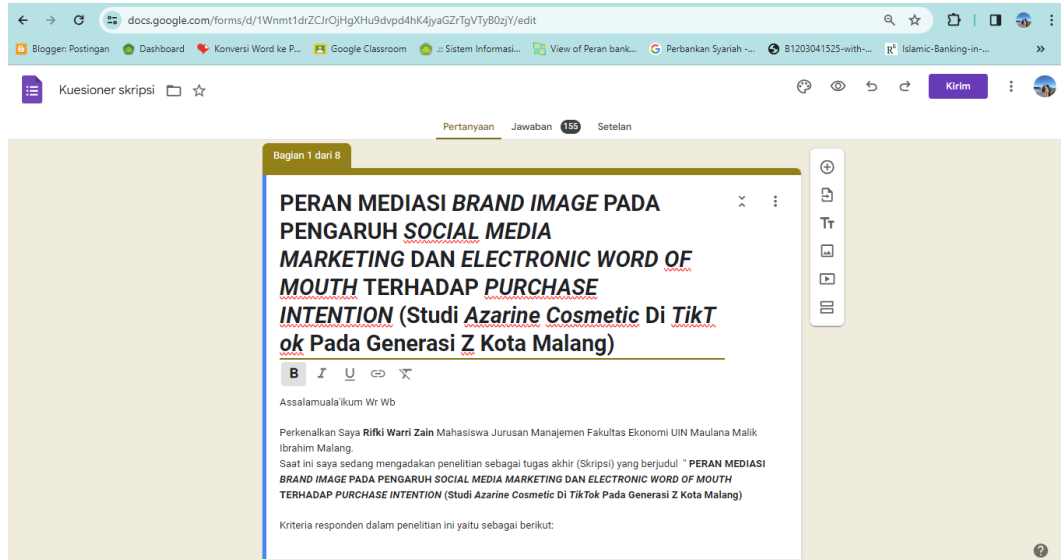 docs.google.com/forms/d/1Wnmt1drZCJrOjHgXHu9dvpd4hK4jyaGZrTgVTyB0zjY/edit
Blogger: Postingan Dashboard Konversi Word ke P... Google Classroom .:: Sistem Informasi... View of Peran bank... Perbankan Syariah -... B1203041525-with-... Islamic-Banking-in-... »
Kuesioner skripsi Kirim
Pertanyaan Jawaban 155 Setelan
Bagian 1 dari 8
PERAN MEDIASI BRAND IMAGE PADA
PENGARUH SOCIAL MEDIA
MARKETING DAN ELECTRONIC WORD OF
MOUTH TERHADAP PURCHASE
INTENTION (Studi Azarine Cosmetic Di TikT
ok Pada Generasi Z Kota Malang)
B I U
Assalamuala'ikum Wr Wb
Perkenalkan Saya Rifki Warri Zain Mahasiswa Jurusan Manajemen Fakultas Ekonomi UIN Maulana Malik
Ibrahim Malang.
Saat ini saya sedang mengadakan penelitian sebagai tugas akhir (Skripsi) yang berjudul " PERAN MEDIASI
BRAND IMAGE PADA PENGARUH SOCIAL MEDIA MARKETING DAN ELECTRONIC WORD OF MOUTH
TERHADAP PURCHASE INTENTION (Studi Azarine Cosmetic Di TikTok Pada Generasi Z Kota Malang)
Kriteria responden dalam penelitian ini yaitu sebagai berikut: